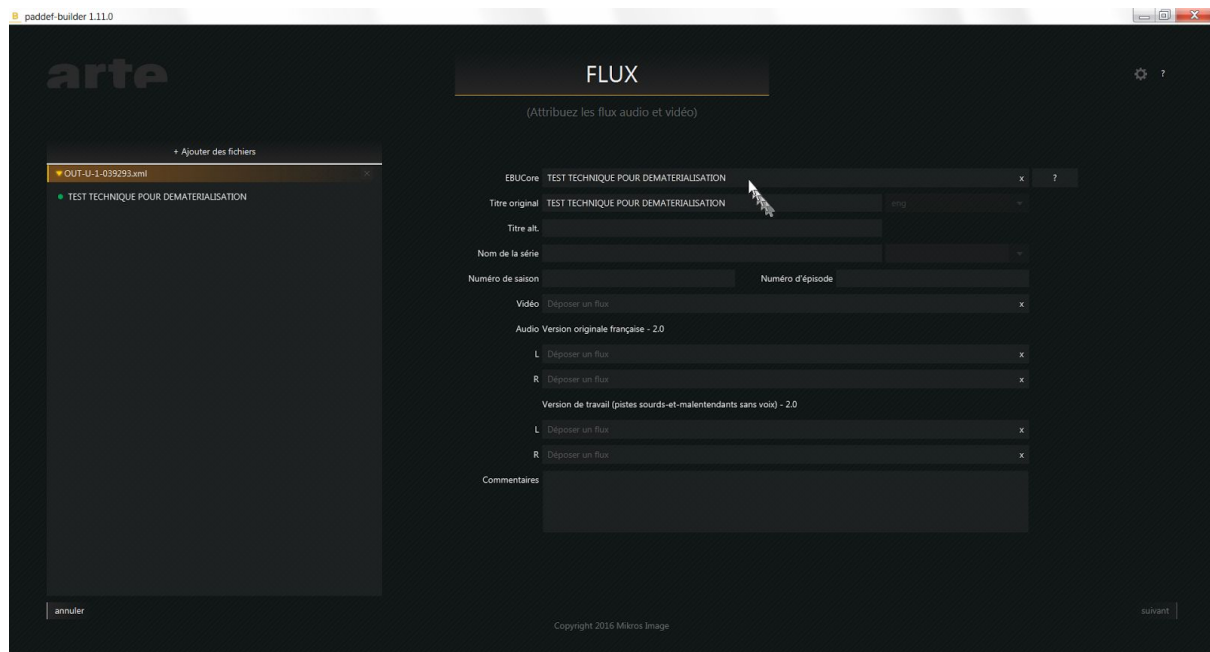 B paddef-builder 1.11.0
X
arte
FLUX
?
(Attribuez les flux audio et vidéo)
+ Ajouter des fichiers
OUT-U-1-039293.xml
TEST TECHNIQUE POUR DEMATERIALISATION
EBUCore TEST TECHNIQUE POUR DEMATERIALISATION x ?
Titre original TEST TECHNIQUE POUR DEMATERIALISATION eng
Titre alt.
Nom de la série
Numéro de saison Numéro d'épisode
Vidéo Déposer un flux x
Audio Version originale française - 2.0
L Déposer un flux x
R Déposer un flux x
Version de travail (pistes sourds-et-malentendants sans voix) - 2.0
L Déposer un flux x
R Déposer un flux x
Commentaires
annuler
suivant
Copyright 2016 Mikros Image